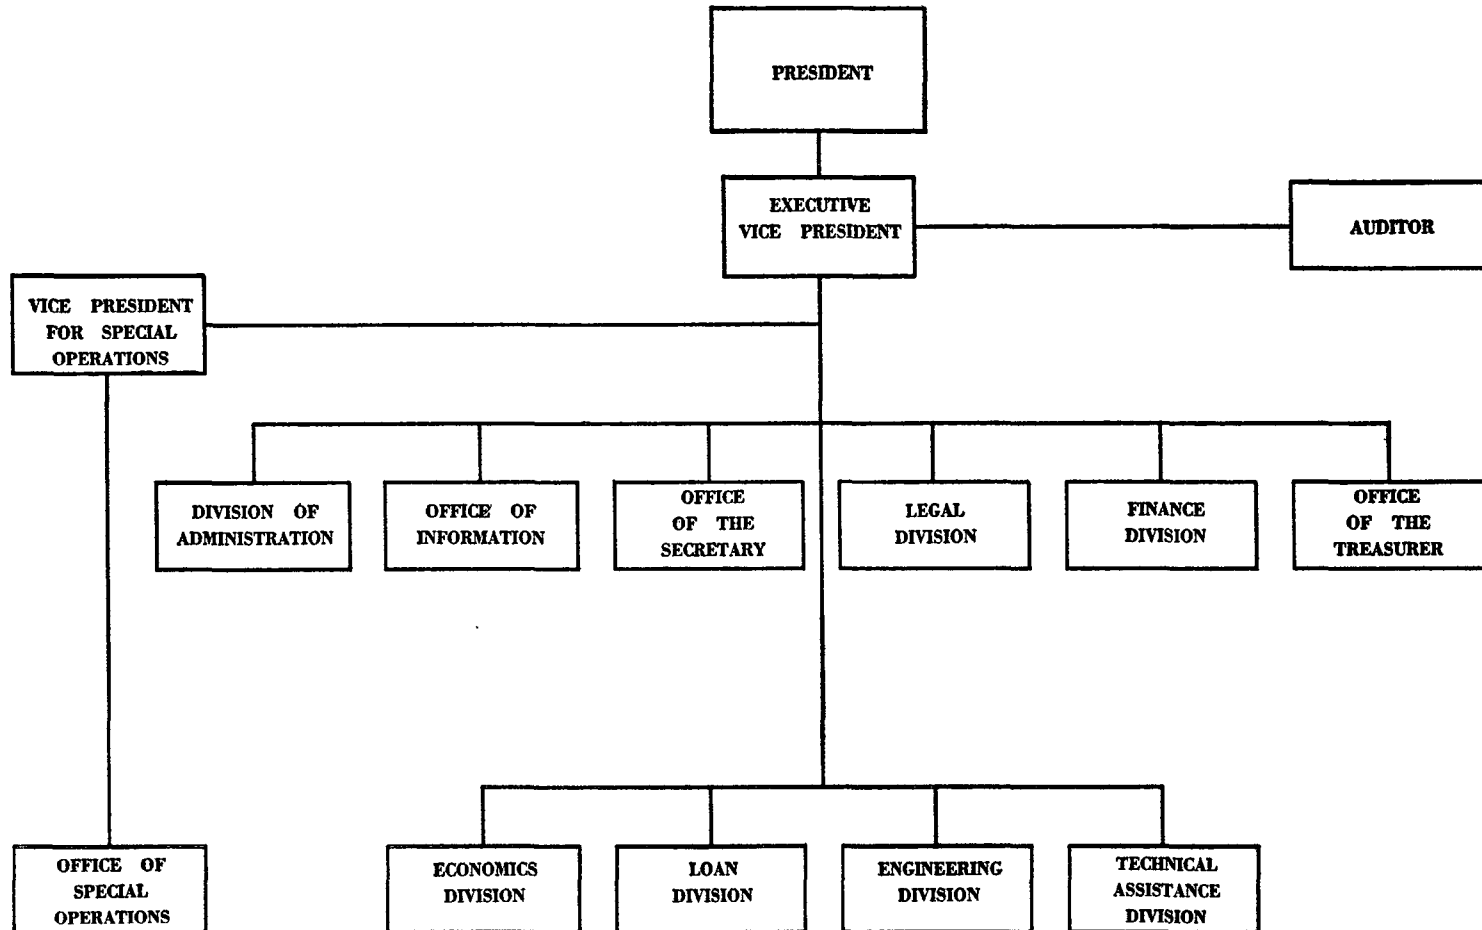 PRESIDENT
EXECUTIVE
VICE PRESIDENT
AUDITOR
VICE PRESIDENT
FOR SPECIAL
OPERATIONS
DIVISION OF
ADMINISTRATION
OFFICE OF
INFORMATION
OFFICE
OF THE
SECRETARY
LEGAL
DIVISION
FINANCE
DIVISION
OFFICE
OF THE
TREASURER
OFFICE OF
SPECIAL
OPERATIONS
ECONOMICS
DIVISION
LOAN
DIVISION
ENGINEERING
DIVISION
TECHNICAL
ASSISTANCE
DIVISION